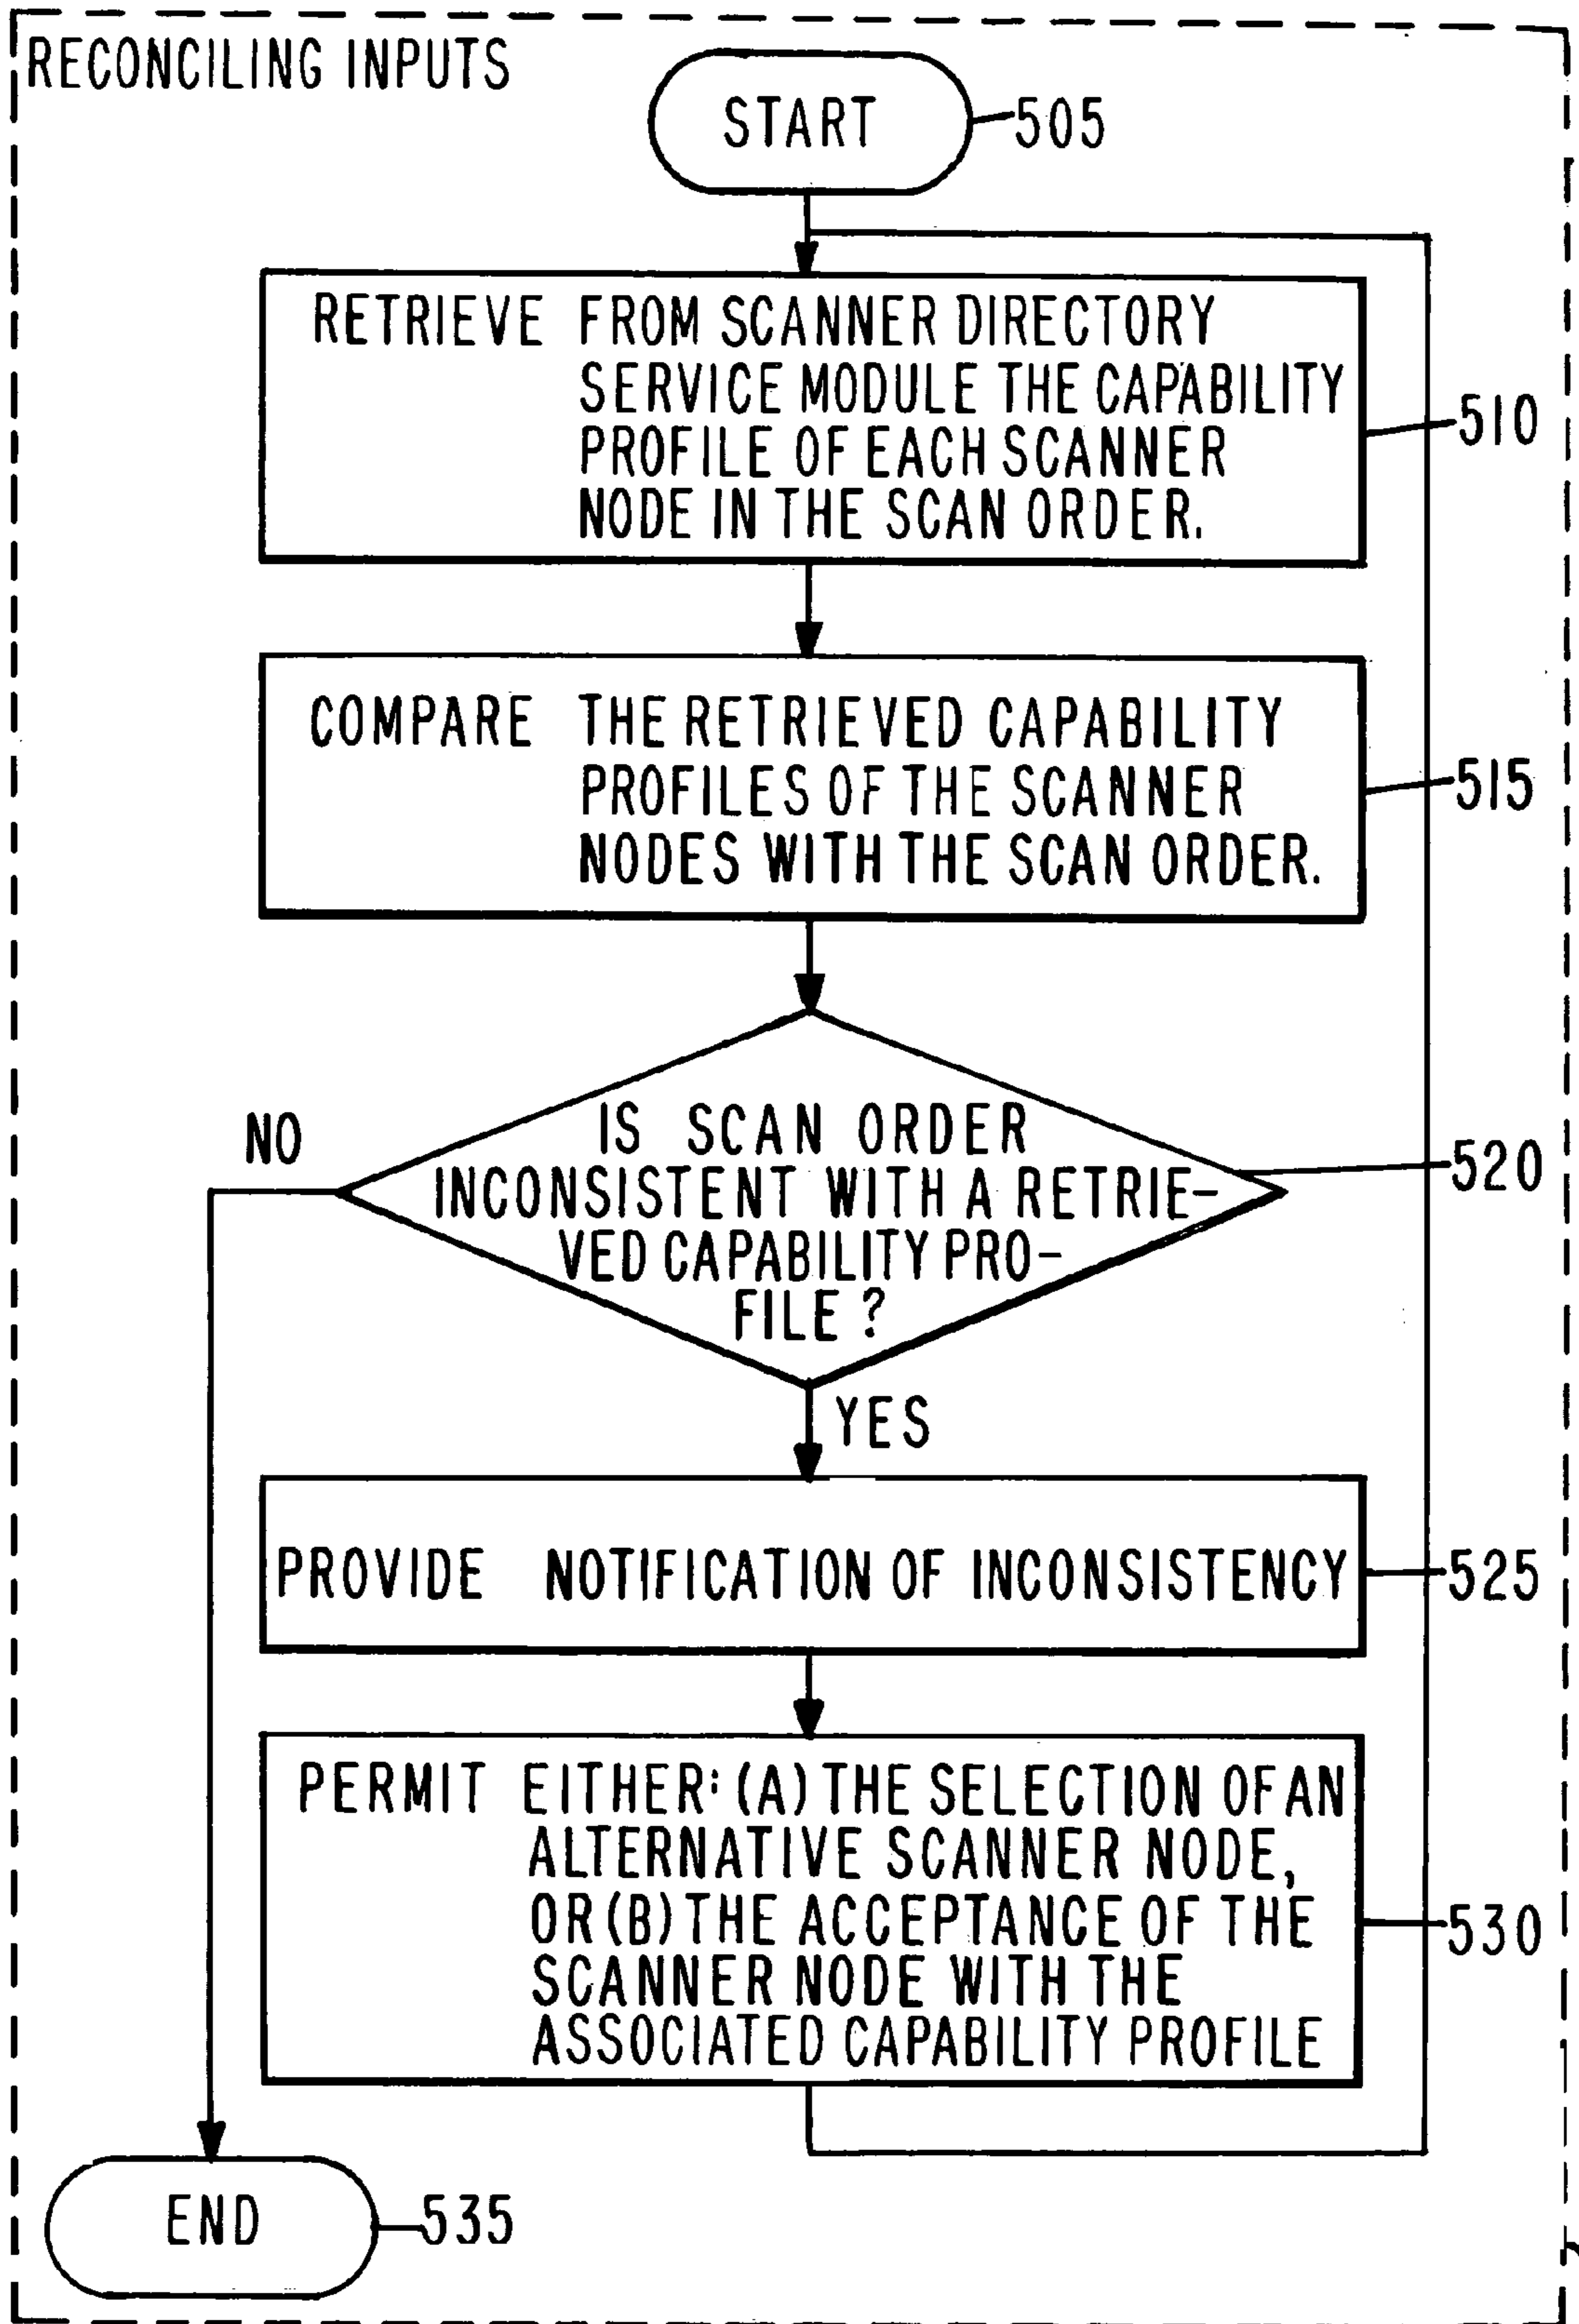 RECONCILING INPUTS
START
505
RETRIEVE FROM SCANNER DIRECTORY
SERVICE MODULE THE CAPABILITY
PROFILE OF EACH SCANNER
NODE IN THE SCAN ORDER.
510
COMPARE THE RETRIEVED CAPABILITY
PROFILES OF THE SCANNER
NODES WITH THE SCAN ORDER.
515
NO
IS SCAN ORDER
INCONSISTENT WITH A RETRIE-
VED CAPABILITY PRO-
FILE ?
520
YES
PROVIDE NOTIFICATION OF INCONSISTENCY
525
PERMIT EITHER: (A) THE SELECTION OF AN
ALTERNATIVE SCANNER NODE,
OR (B) THE ACCEPTANCE OF THE
SCANNER NODE WITH THE
ASSOCIATED CAPABILITY PROFILE
530
END
535